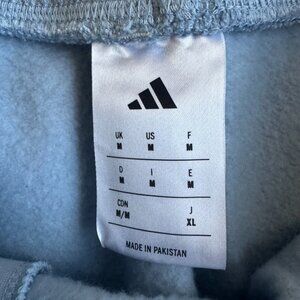 UK US F
M M M
D I E
M M M
CDN J
M/M XL
MADE IN PAKISTAN